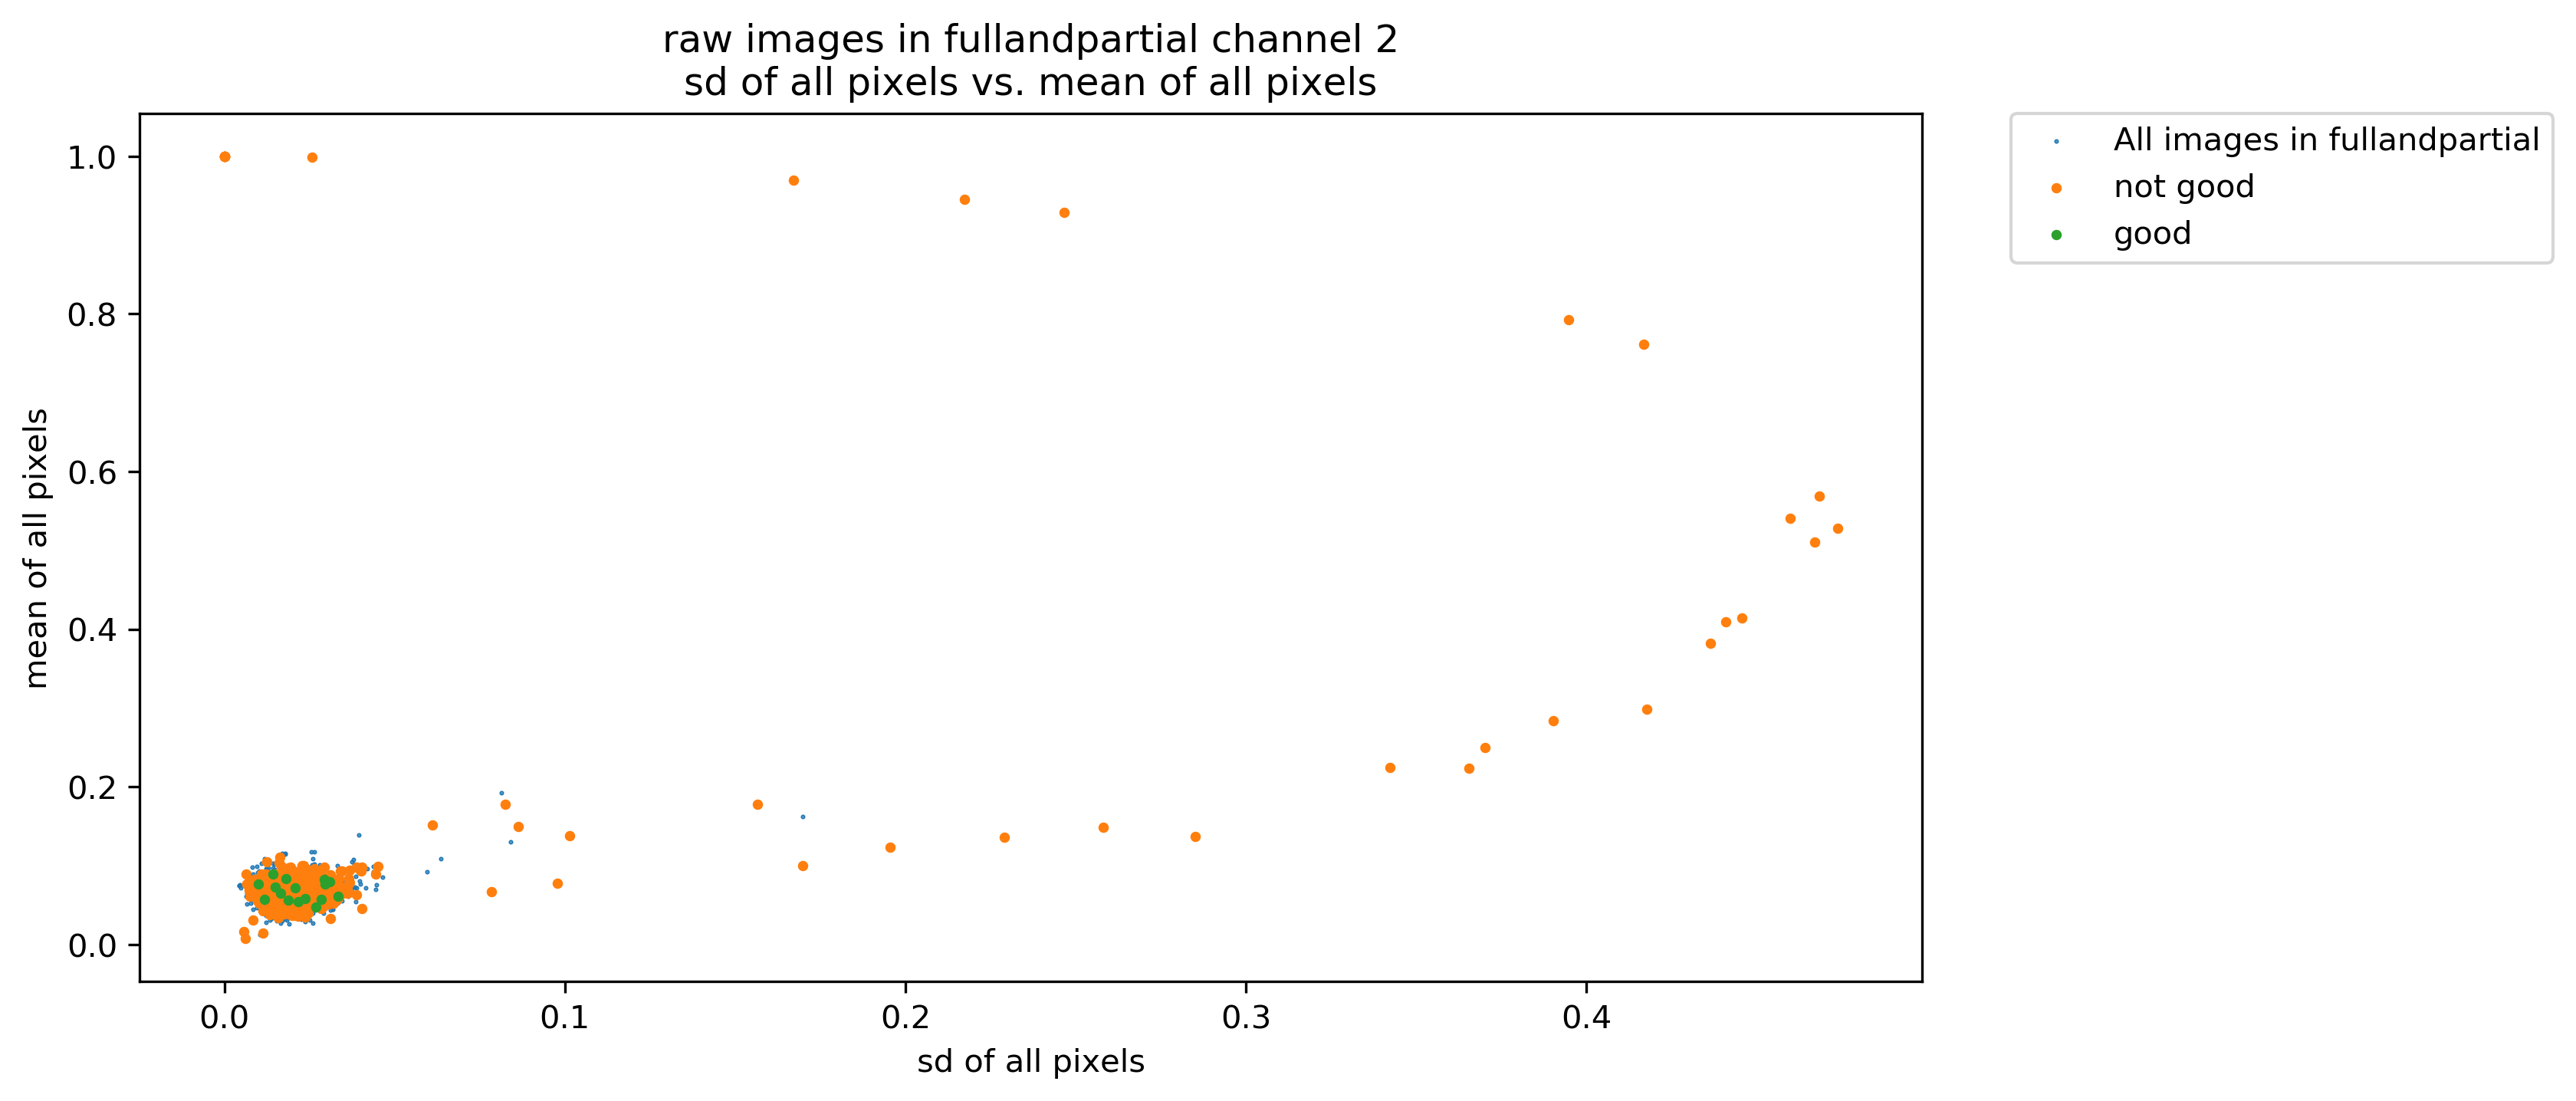 raw images in fullandpartial channel 2
sd of all pixels vs. mean of all pixels
All images in fullandpartial
not good
good
mean of all pixels
1.0
0.8
0.6
0.4
0.2
0.0
0.0 0.1 0.2 0.3 0.4
sd of all pixels